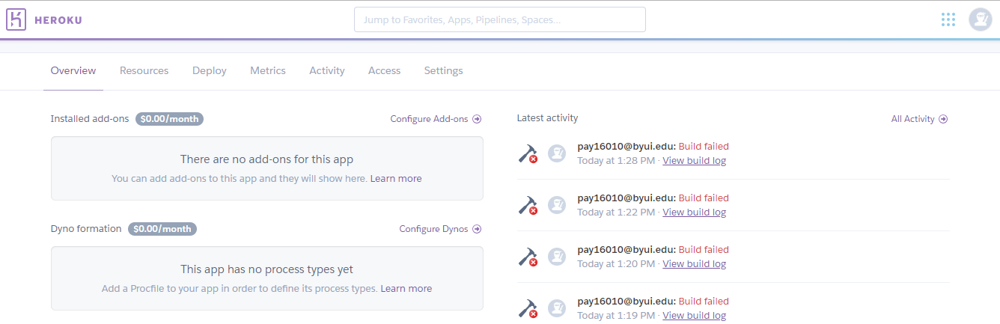 HEROKU
Jump to Favorites, Apps, Pipelines, Spaces...
Overview Resources Deploy Metrics Activity Access Settings
Installed add-ons $0.00/month Configure Add-ons
There are no add-ons for this app
You can add add-ons to this app and they will show here. Learn more
Dyno formation $0.00/month Configure Dynos
This app has no process types yet
Add a Procfile to your app in order to define its process types. Learn more
Latest activity All Activity
pay16010@byui.edu: Build failed
Today at 1:28 PM · View build log
pay16010@byui.edu: Build failed
Today at 1:22 PM · View build log
pay16010@byui.edu: Build failed
Today at 1:20 PM · View build log
pay16010@byui.edu: Build failed
Today at 1:19 PM · View build log